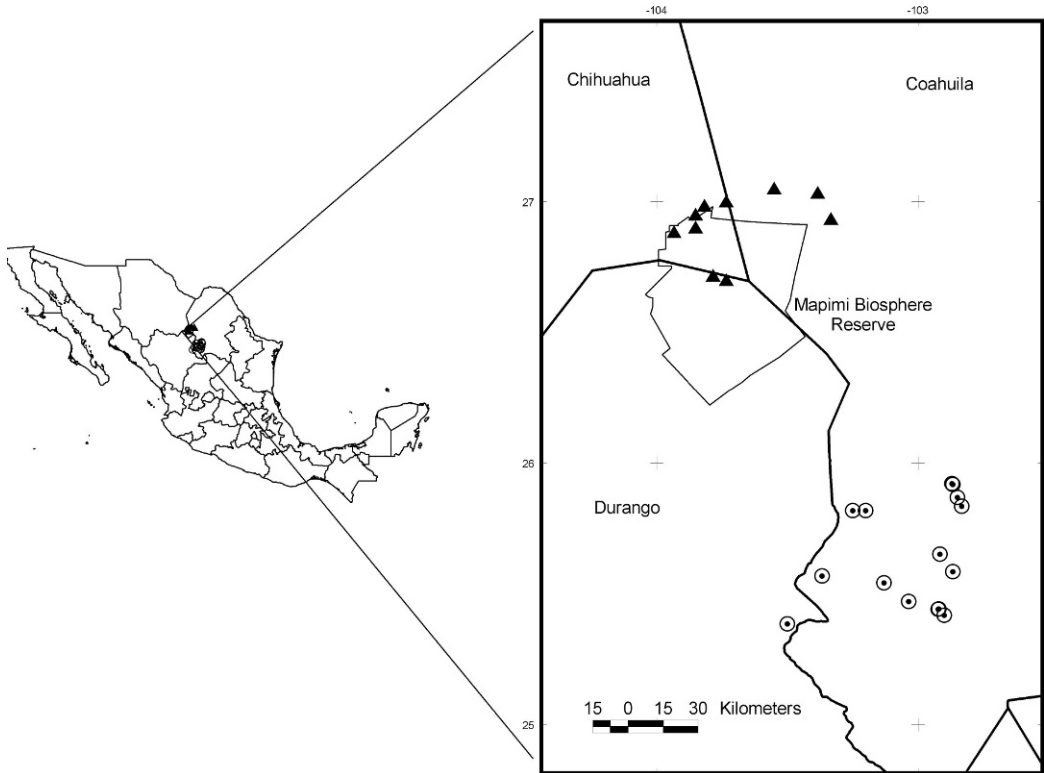 -104 -103
Chihuahua Coahuila
27
Mapimi Biosphere
Reserve
26
Durango
15 0 15 30 Kilometers
25